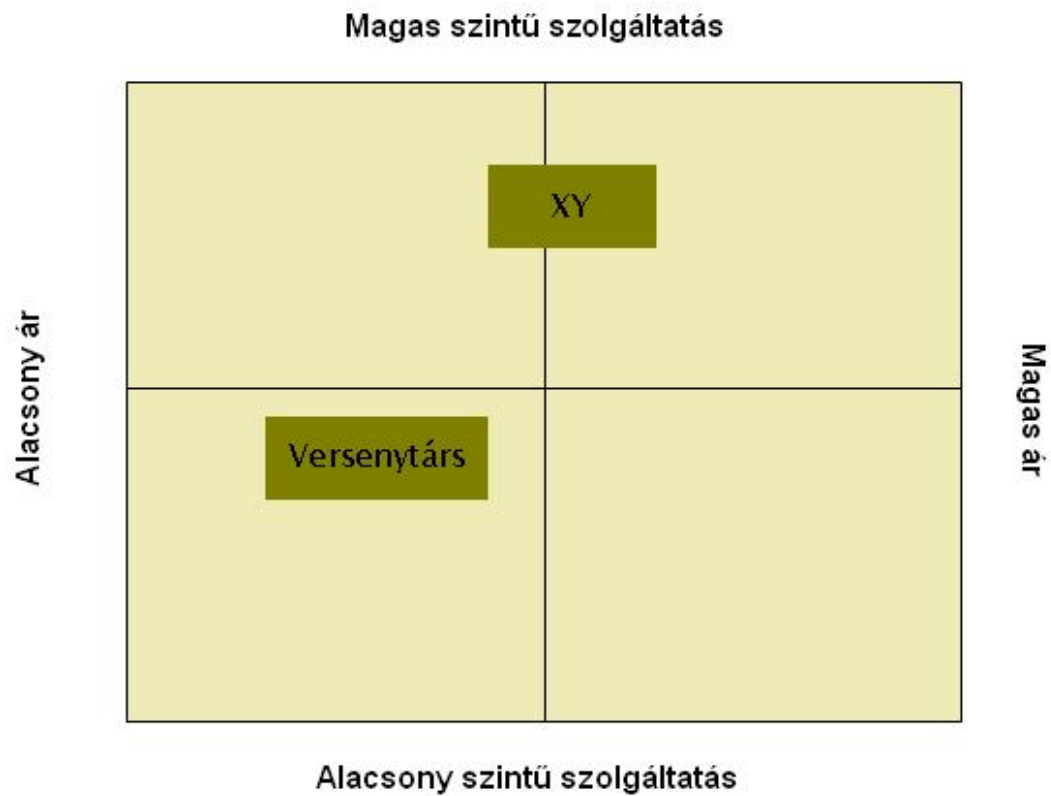 Magas szintű szolgáltatás
XY
Alacsony ár
Magas ár
Versenytárs
Alacsony szintű szolgáltatás